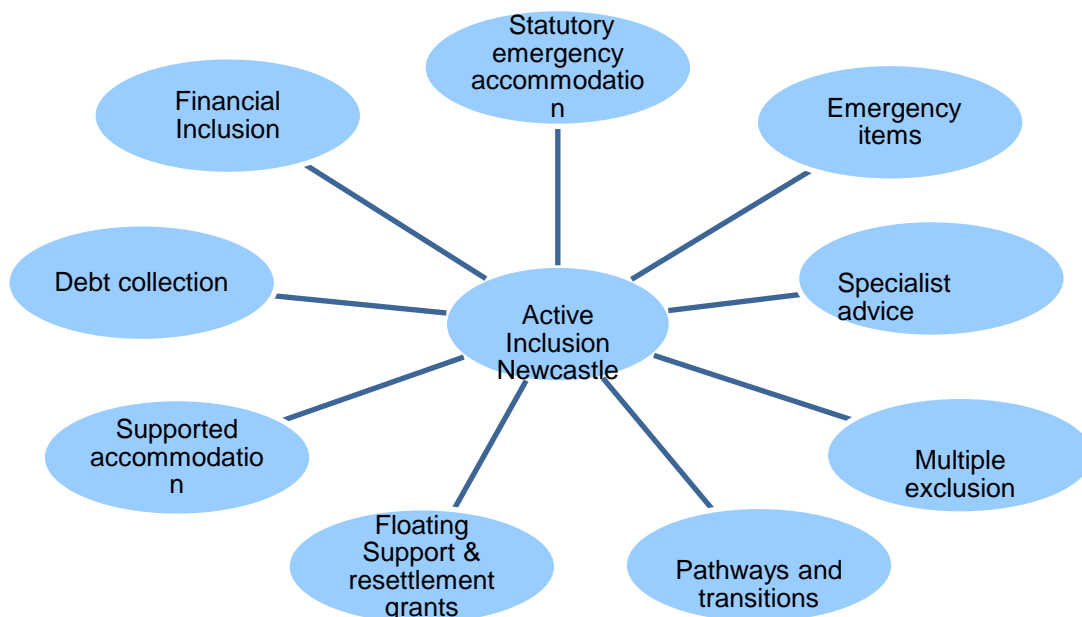 Statutory
emergency
accommodatio
n
Financial
Inclusion
Emergency
items
Debt collection
Specialist
advice
Active
Inclusion
Newcastle
Supported
accommodatio
n
Multiple
exclusion
Floating
Support &
resettlement
grants
Pathways and
transitions